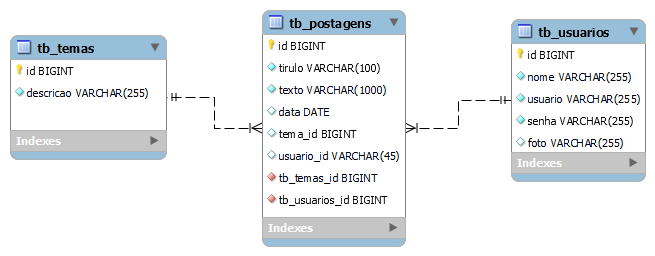 tb_temas
id BIGINT
descricao VARCHAR(255)
Indexes
tb_postagens
id BIGINT
tirulo VARCHAR(100)
texto VARCHAR(1000)
data DATE
tema_id BIGINT
usuario_id VARCHAR(45)
tb_temas_id BIGINT
tb_usuarios_id BIGINT
Indexes
tb_usuarios
id BIGINT
nome VARCHAR(255)
usuario VARCHAR(255)
senha VARCHAR(255)
foto VARCHAR(255)
Indexes